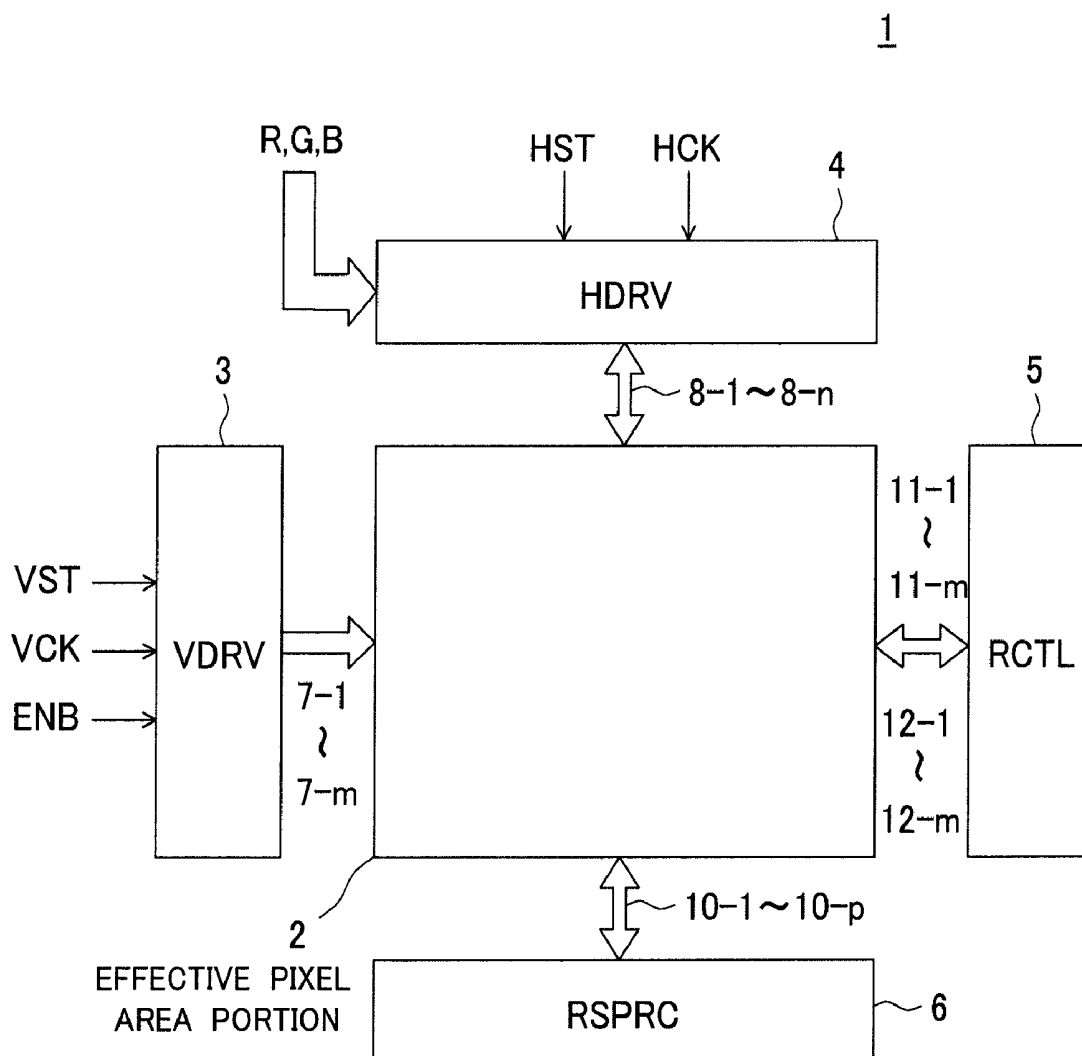 1
R,G,B
HST
HCK
4
HDRV
8-1～8-n
3
5
11-1
～
11-m
VST
VCK
ENB
VDRV
RCTL
7-1
～
7-m
12-1
～
12-m
10-1～10-p
2
EFFECTIVE PIXEL
AREA PORTION
RSPRC
6